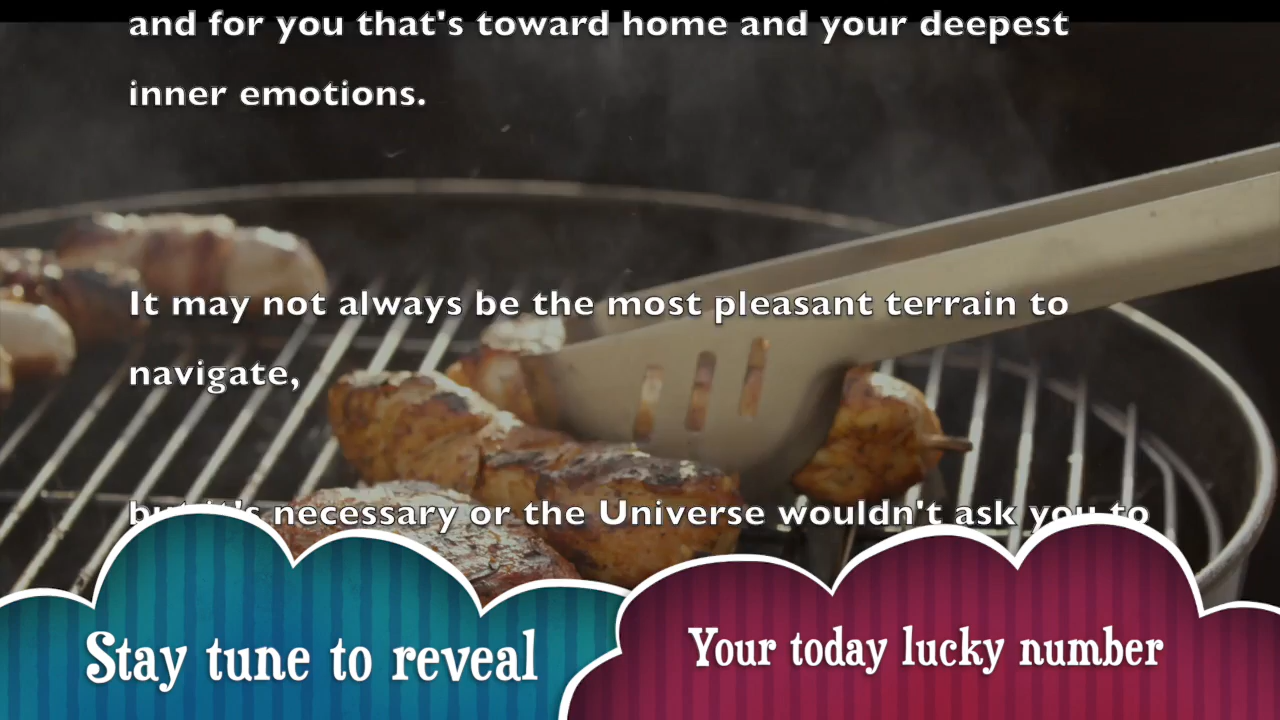 and for you that's toward home and your deepest
inner emotions.
It may not always be the most pleasant terrain to
navigate,
but it's necessary or the Universe wouldn't ask you to
Stay tune to reveal
Your today lucky number